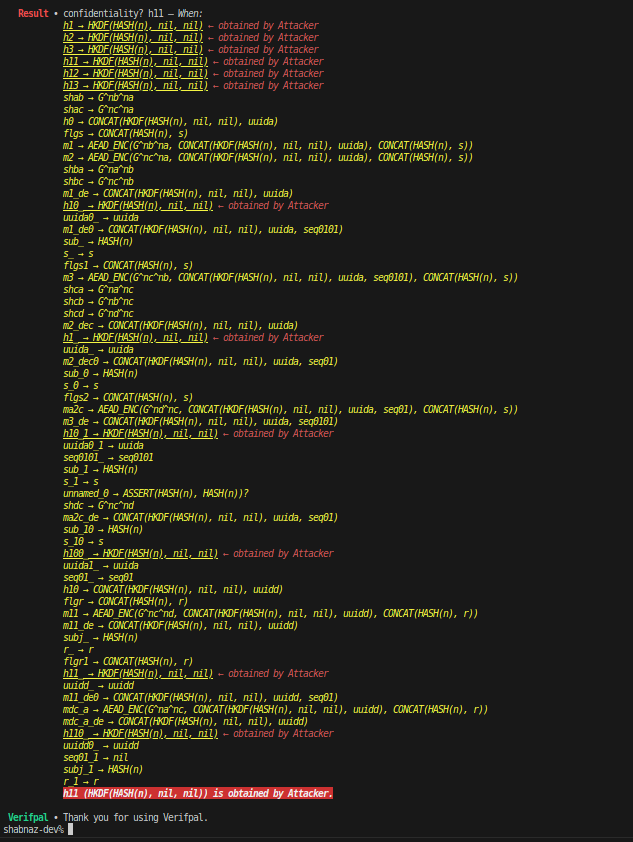 Result • confidentiality? h11 — When:
h1 → HKDF(HASH(n), nil, nil) ← obtained by Attacker
h2 → HKDF(HASH(n), nil, nil) ← obtained by Attacker
h3 → HKDF(HASH(n), nil, nil) ← obtained by Attacker
h11 → HKDF(HASH(n), nil, nil) ← obtained by Attacker
h12 → HKDF(HASH(n), nil, nil) ← obtained by Attacker
h13 → HKDF(HASH(n), nil, nil) ← obtained by Attacker
shab → G^nb^na
shac → G^nc^na
h0 → CONCAT(HKDF(HASH(n), nil, nil), uuida)
flgs → CONCAT(HASH(n), s)
m1 → AEAD_ENC(G^nb^na, CONCAT(HKDF(HASH(n), nil, nil), uuida), CONCAT(HASH(n), s))
m2 → AEAD_ENC(G^nc^na, CONCAT(HKDF(HASH(n), nil, nil), uuida), CONCAT(HASH(n), s))
shba → G^na^nb
shbc → G^nc^nb
m1_de → CONCAT(HKDF(HASH(n), nil, nil), uuida)
h10_ → HKDF(HASH(n), nil, nil) ← obtained by Attacker
uuida0_ → uuida
m1_de0 → CONCAT(HKDF(HASH(n), nil, nil), uuida, seq0101)
sub_ → HASH(n)
s_ → s
flgs1 → CONCAT(HASH(n), s)
m3 → AEAD_ENC(G^nc^nb, CONCAT(HKDF(HASH(n), nil, nil), uuida, seq0101), CONCAT(HASH(n), s))
shca → G^na^nc
shcb → G^nb^nc
shcd → G^nd^nc
m2_dec → CONCAT(HKDF(HASH(n), nil, nil), uuida)
h1_ → HKDF(HASH(n), nil, nil) ← obtained by Attacker
uuida_ → uuida
m2_dec0 → CONCAT(HKDF(HASH(n), nil, nil), uuida, seq01)
sub_0 → HASH(n)
s_0 → s
flgs2 → CONCAT(HASH(n), s)
ma2c → AEAD_ENC(G^nd^nc, CONCAT(HKDF(HASH(n), nil, nil), uuida, seq01), CONCAT(HASH(n), s))
m3_de → CONCAT(HKDF(HASH(n), nil, nil), uuida, seq0101)
h10_1 → HKDF(HASH(n), nil, nil) ← obtained by Attacker
uuida0_1 → uuida
seq0101_ → seq0101
sub_1 → HASH(n)
s_1 → s
unnamed_0 → ASSERT(HASH(n), HASH(n))?
shdc → G^nc^nd
ma2c_de → CONCAT(HKDF(HASH(n), nil, nil), uuida, seq01)
sub_10 → HASH(n)
s_10 → s
h100_ → HKDF(HASH(n), nil, nil) ← obtained by Attacker
uuida1_ → uuida
seq01_ → seq01
h10 → CONCAT(HKDF(HASH(n), nil, nil), uuidd)
flgr → CONCAT(HASH(n), r)
m11 → AEAD_ENC(G^nc^nd, CONCAT(HKDF(HASH(n), nil, nil), uuidd), CONCAT(HASH(n), r))
m11_de → CONCAT(HKDF(HASH(n), nil, nil), uuidd)
subj_ → HASH(n)
r_ → r
flgr1 → CONCAT(HASH(n), r)
h11_ → HKDF(HASH(n), nil, nil) ← obtained by Attacker
uuidd_ → uuidd
m11_de0 → CONCAT(HKDF(HASH(n), nil, nil), uuidd, seq01)
mdc_a → AEAD_ENC(G^na^nc, CONCAT(HKDF(HASH(n), nil, nil), uuidd), CONCAT(HASH(n), r))
mdc_a_de → CONCAT(HKDF(HASH(n), nil, nil), uuidd)
h110_ → HKDF(HASH(n), nil, nil) ← obtained by Attacker
uuidd0_ → uuidd
seq01_1 → nil
subj_1 → HASH(n)
r_1 → r
h11 (HKDF(HASH(n), nil, nil)) is obtained by Attacker.
Verifpal • Thank you for using Verifpal.
shabnaz-dev%